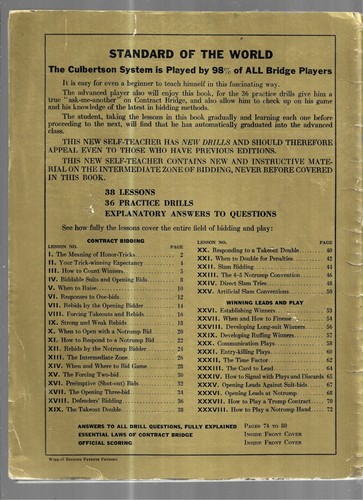 STANDARD OF THE WORLD
The Culbertson System is Played by 98% of ALL Bridge Players
It is easy for even a beginner to teach himself in this fascinating way.
The advanced player also will enjoy this book, for the 36 practice drills give him a
true "ask-me-another" on Contract Bridge, and also allow him to check up on his game
and his knowledge of the latest in bidding methods.
The student, taking the lessons in this book gradually and learning each one before
proceeding to the next, will find that he has automatically graduated into the advanced
class.
THIS NEW SELF-TEACHER HAS NEW DRILLS AND SHOULD THEREFORE
APPEAL EVEN TO THOSE WHO HAVE PREVIOUS EDITIONS.
THIS NEW SELF-TEACHER CONTAINS NEW AND INSTRUCTIVE MATE-
RIAL ON THE INTERMEDIATE ZONE OF BIDDING, NEVER BEFORE COVERED
IN THIS BOOK.
38 LESSONS
36 PRACTICE DRILLS
EXPLANATORY ANSWERS TO QUESTIONS
See how fully the lessons cover the entire field of bidding and play:
CONTRACT BIDDING
LESSON NO. PAGE
I. The Meaning of Honor-Tricks. 2
II. Your Trick-winning Expectancy 4
III. How to Count Winners 5
IV. Biddable Suits and Opening Bids 8
V. When to Raise 10
VI. Responses to One-bids 12
VII. Rebids by the Opening Bidder 14
VIII. Forcing Takeouts and Rebids 16
IX. Strong and Weak Rebids 18
X. When to Open with a Notrump Bid 20
XI. How to Respond to a Notrump Bid 22
XII. Rebids by the Notrump Bidder 24
XIII. The Intermediate Zone 26
XIV. When and Where to Bid Game 28
XV. The Forcing Two-bid 30
XVI. Preëmptive (Shut-out) Bids 32
XVII. The Opening Three-bid 34
XVIII. Defenders' Bidding 36
XIX. The Takeout Double 38
LESSON NO. PAGE
XX. Responding to a Takeout Double 40
XXI. When to Double for Penalties 42
XXII. Slam Bidding 44
XXIII. The 4-5 Notrump Convention 46
XXIV. Direct Slam Tries 48
XXV. Artificial Slam Conventions 50
WINNING LEADS AND PLAY
XXVI. Establishing Winners 53
XXVII. When and How to Finesse 54
XXVIII. Developing Long-suit Winners 56
XXIX. Developing Ruffing Winners 57
XXX. Communication Plays 58
XXXI. Entry-killing Plays 60
XXXII. The Time Factor 62
XXXIII. The Card to Lead 64
XXXIV. How to Signal with Plays and Discards 65
XXXV. Opening Leads Against Suit-bids 67
XXXVI. Opening Leads at Notrump 68
XXXVII. How to Play a Trump Contract 70
XXXVIII. How to Play a Notrump Hand 72
ANSWERS TO ALL DRILL QUESTIONS, FULLY EXPLAINED PAGES 74 TO 80
ESSENTIAL LAWS OF CONTRACT BRIDGE INSIDE FRONT COVER
OFFICIAL SCORING INSIDE FRONT COVER